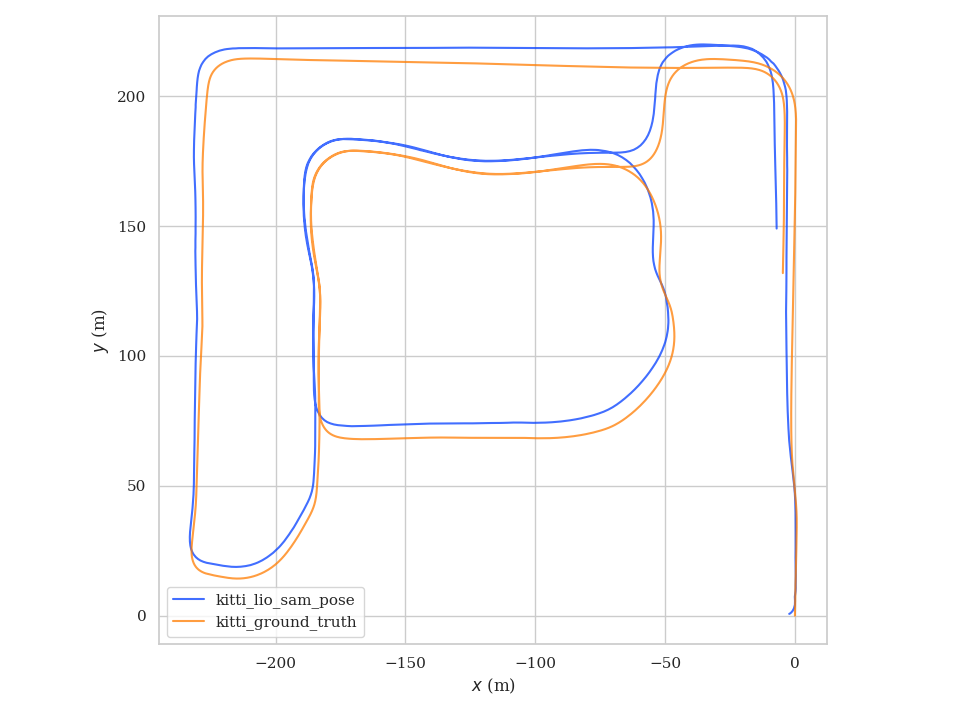 200
150
100
50
0
y (m)
kitti_lio_sam_pose
kitti_ground_truth
−200
−150
−100
−50
0
x (m)